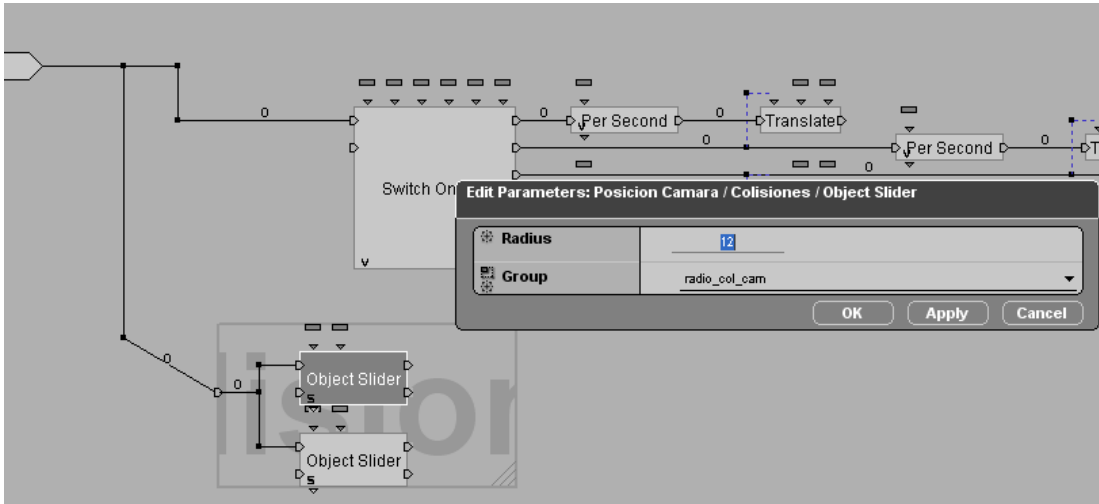 0
0
Per Second
0
Translate
0
Per Second
0
T
0
Switch On
V
Edit Parameters: Posicion Camara / Colisiones / Object Slider
Radius
12
Group
radio_col_cam
OK
Apply
Cancel
0
0
Object Slider
S
Object Slider
S